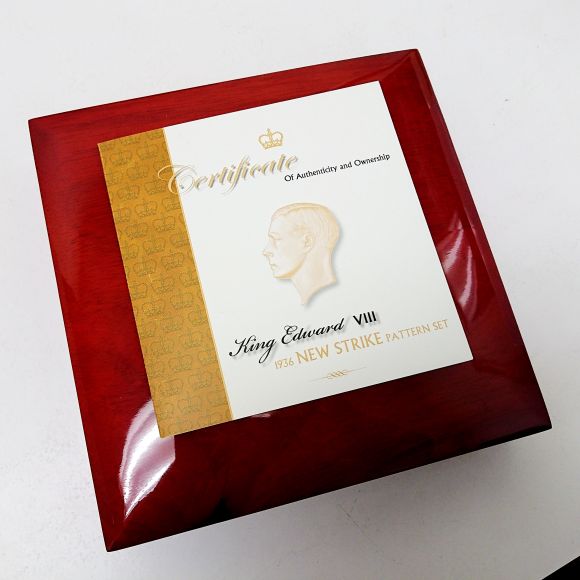 Certificate
Of Authenticity and Ownership
King Edward VIII
1936 NEW STRIKE PATTERN SET